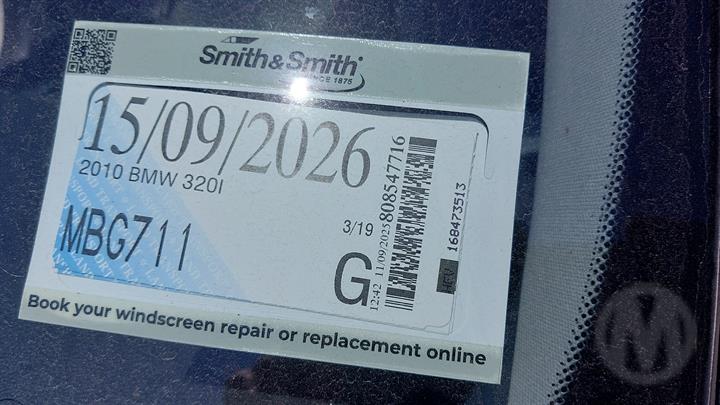 Smith&Smith
SINCE 1875
15/09/2026
2010 BMW 320I
MBG711
3/19
G
12:42 11/09/2025
808547716
168473513
Book your windscreen repair or replacement online
M